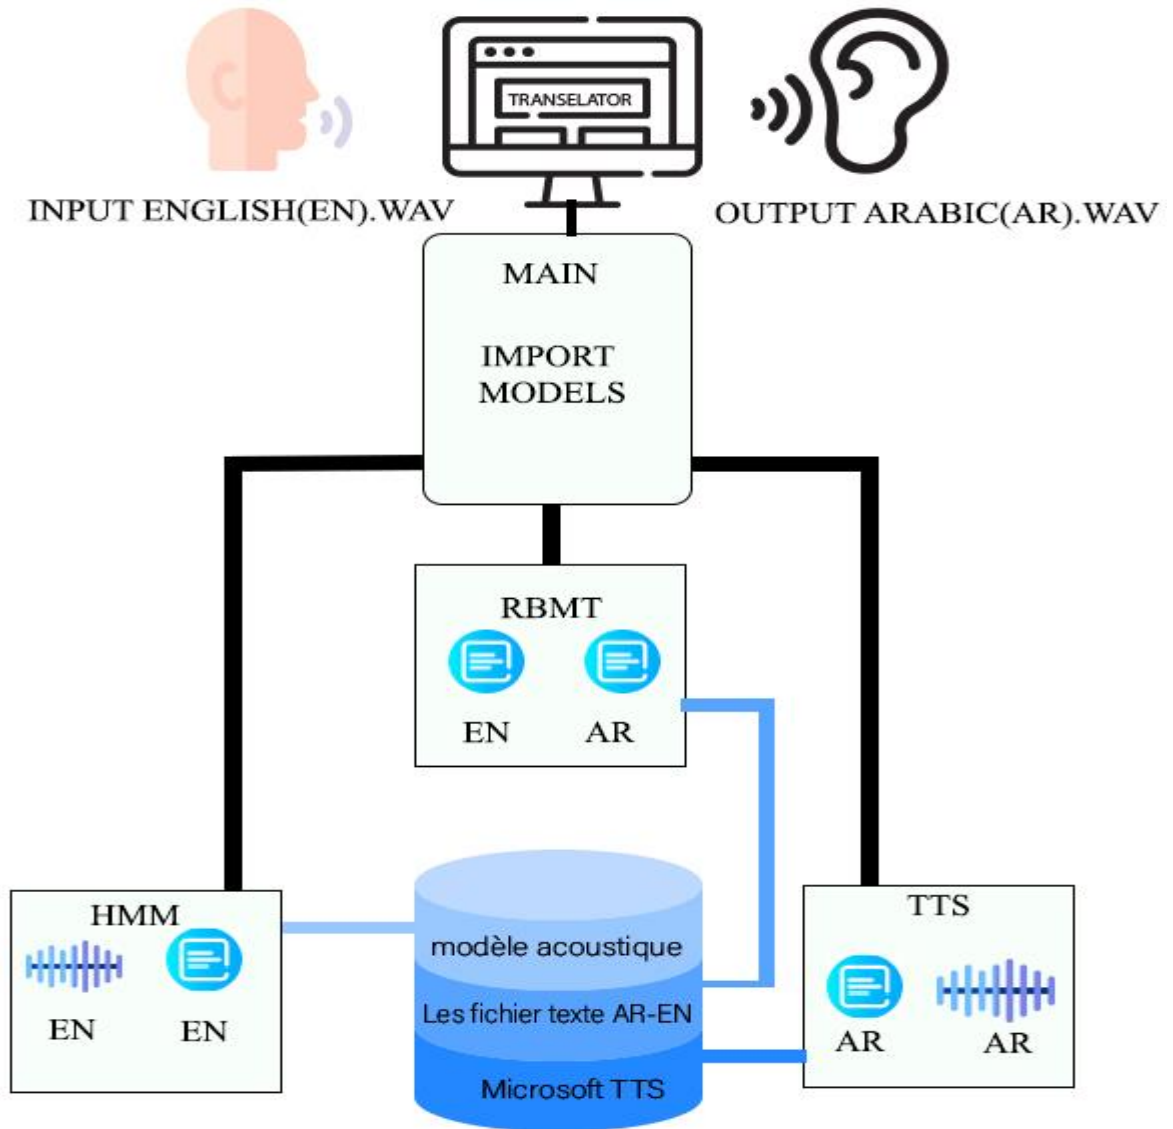 TRANSELATOR
INPUT ENGLISH(EN).WAV
OUTPUT ARABIC(AR).WAV
MAIN
IMPORT
MODELS
RBMT
EN
AR
HMM
EN
EN
modèle acoustique
Les fichier texte AR-EN
Microsoft TTS
TTS
AR
AR